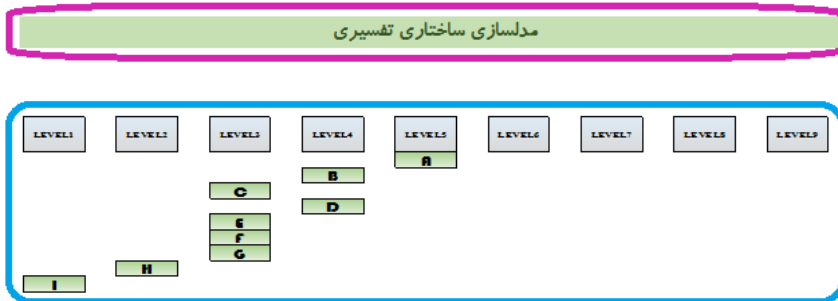 مدلسازی ساختاری تفسیری
LEVEL1 LEVEL2 LEVEL3 LEVEL4 LEVEL5 LEVEL6 LEVEL7 LEVEL8 LEVEL9
A
B
C
D
E
F
G
H
I